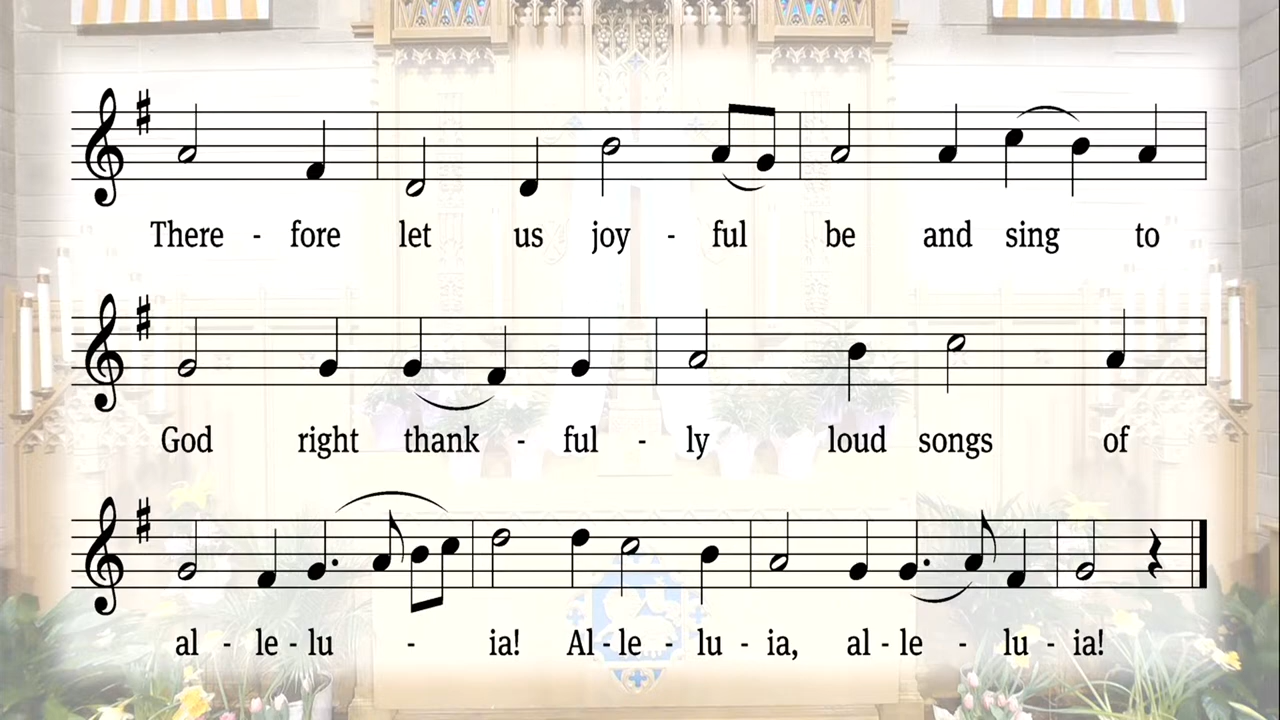 There - fore let us joy - ful be and sing to
God right thank - ful - ly loud songs of
al - le - lu - ia! Al - le - lu - ia, al - le - lu - ia!